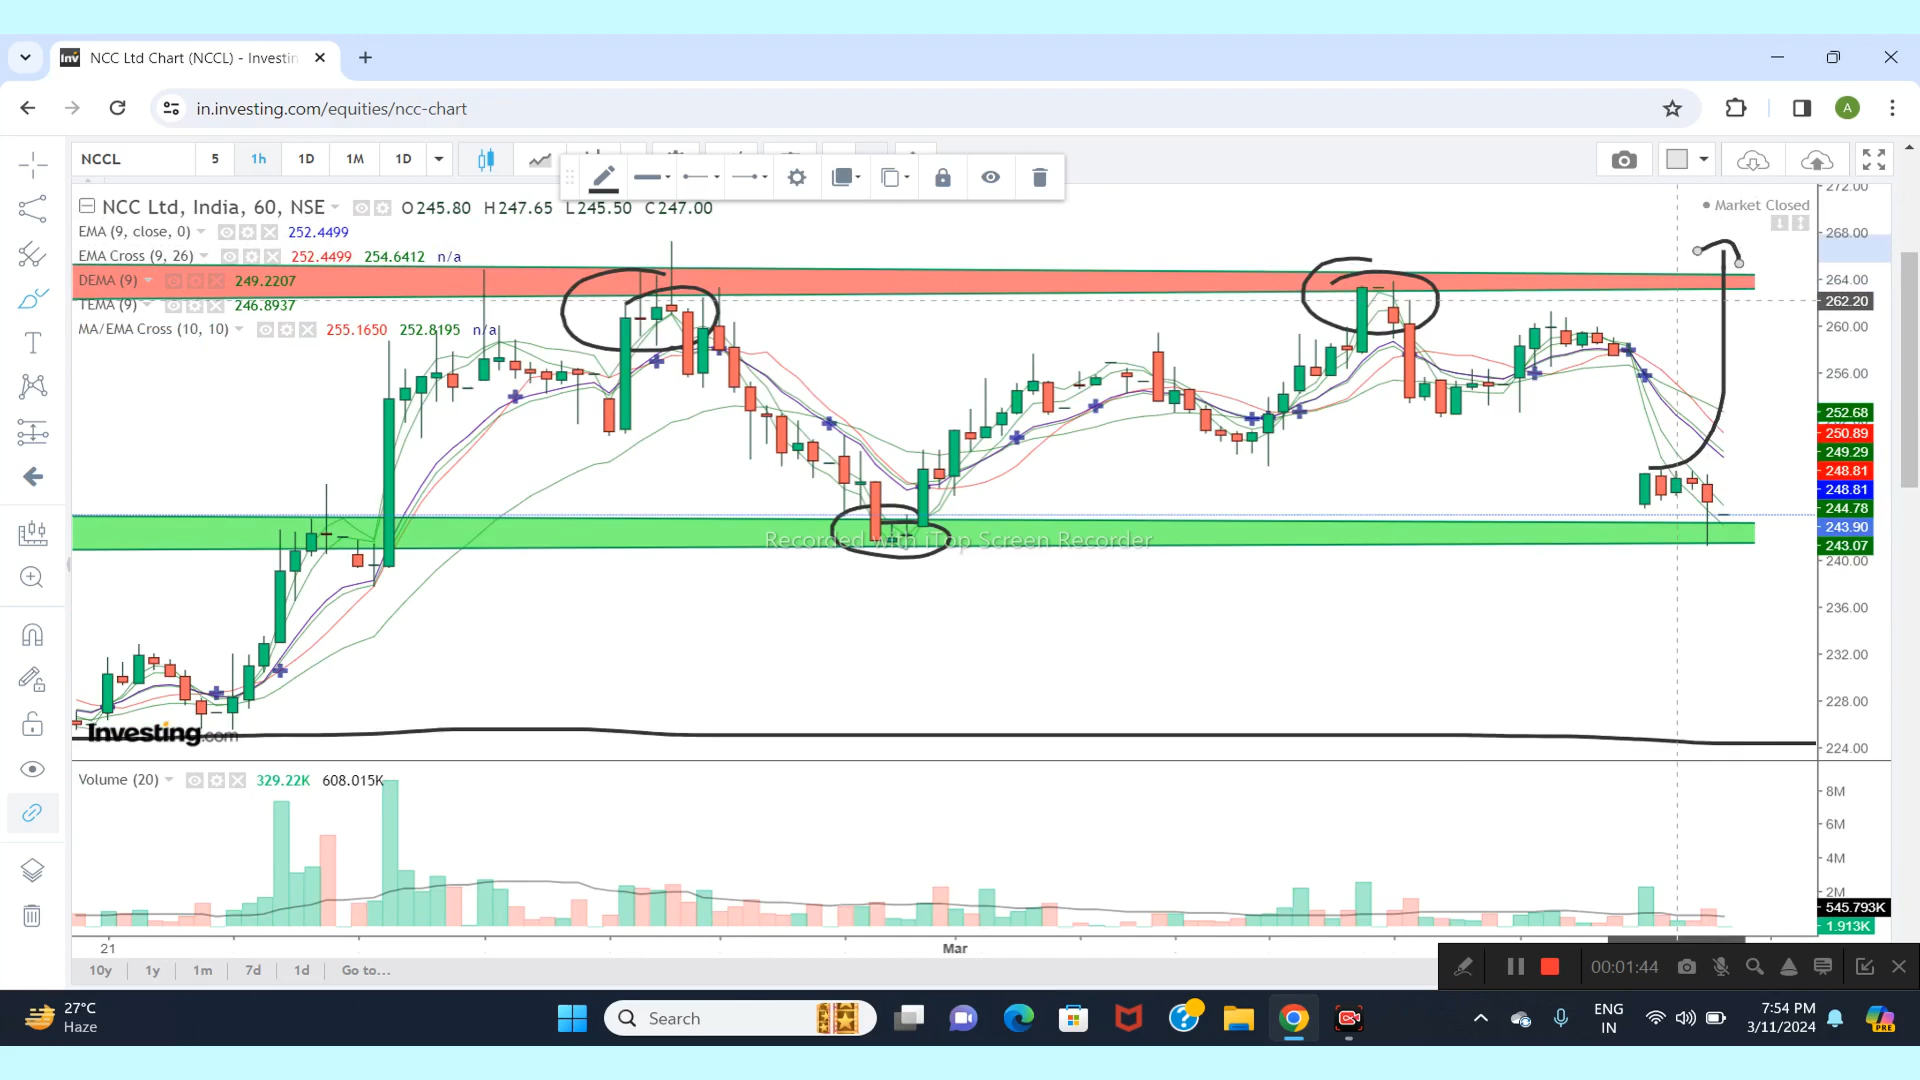 NCC Ltd Chart (NCCL) - Investin
in.investing.com/equities/ncc-chart
NCCL 5 1h 1D 1M 1D
NCC Ltd, India, 60, NSE O245.80 H247.65 L245.50 C247.00
Market Closed
EMA (9, close, 0) 252.4499
EMA Cross (9, 26) 252.4499 254.6412 n/a
DEMA (9) 249.2207
TEMA (9) 246.8937
MA/EMA Cross (10, 10) 255.1650 252.8195 n/a
272.00
268.00
264.00
262.20
260.00
256.00
252.68
250.89
249.29
248.81
248.81
244.78
243.90
243.07
240.00
236.00
232.00
228.00
224.00
Recorded with iTop Screen Recorder
Investing.com
Volume (20) 329.22K 608.015K
8M
6M
4M
2M
545.793K
1.913K
21 Mar
10y 1y 1m 7d 1d Go to...
00:01:44
27°C
Haze
Search
ENG
IN
7:54 PM
3/11/2024
A
PRE